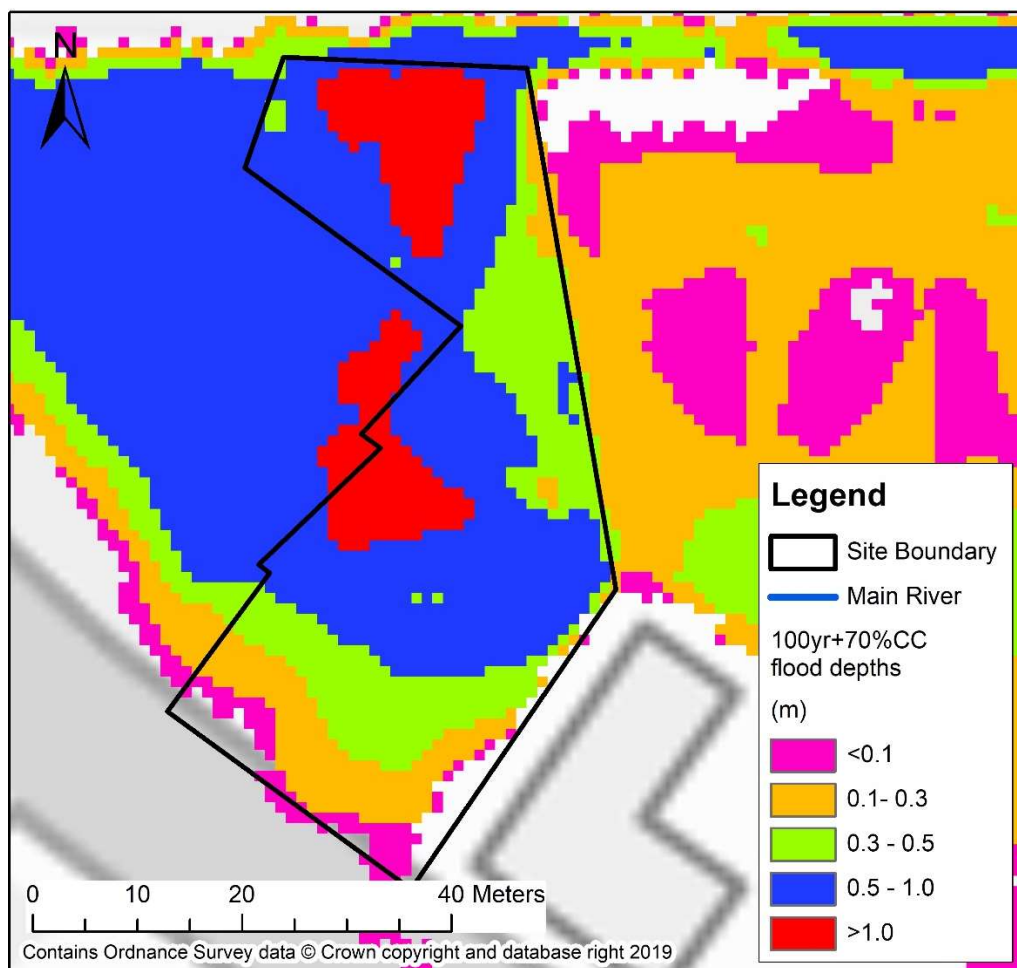 N
Legend
Site Boundary
Main River
100yr+70%CC
flood depths
(m)
<0.1
0.1- 0.3
0.3 - 0.5
0.5 - 1.0
>1.0
0 10 20 40 Meters
Contains Ordnance Survey data © Crown copyright and database right 2019